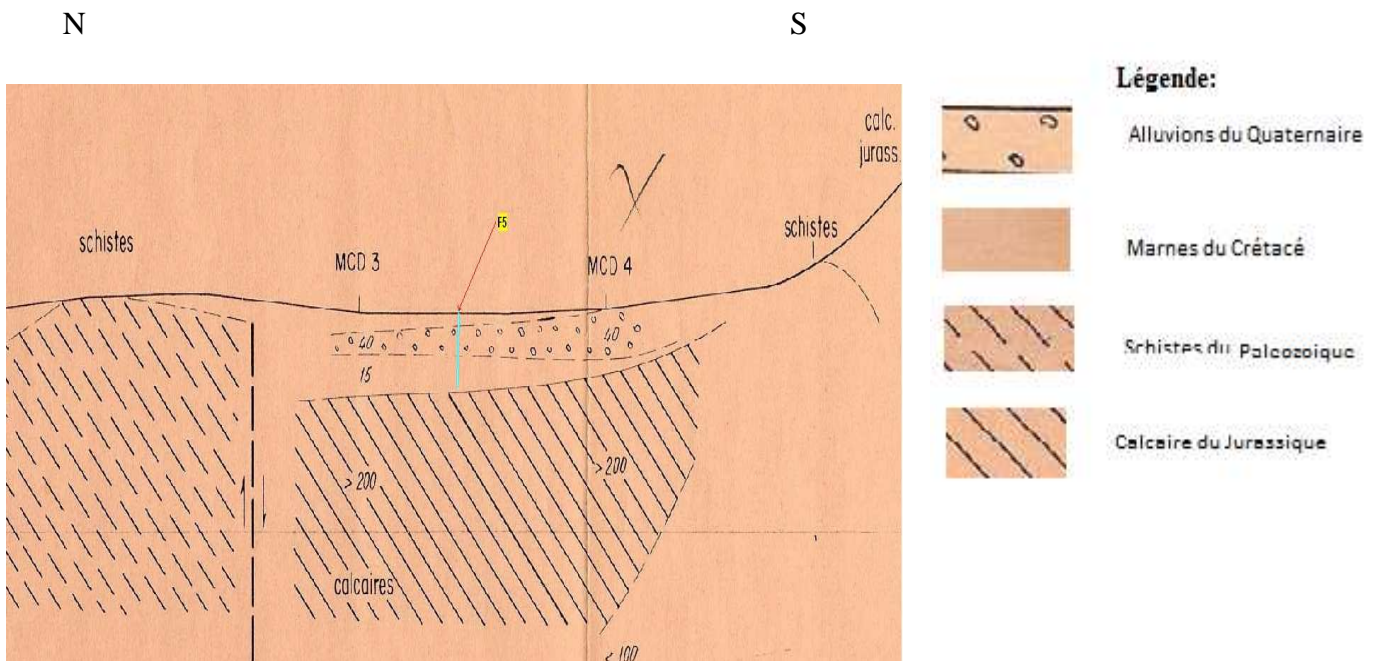 N
S
Légende:
Alluvions du Quaternaire
Marnes du Crétacé
Schistes du Paleozoique
Calcaire du Jurassique
calc.
jurass.
F5
schistes
schistes
MCD 3
MCD 4
40
40
15
>200
>200
calcaires
<100